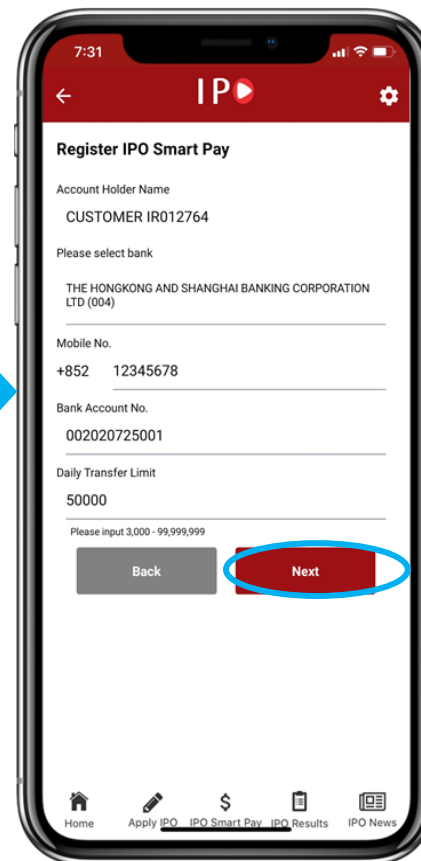 7:31
IPO
Register IPO Smart Pay
Account Holder Name
CUSTOMER IR012764
Please select bank
THE HONGKONG AND SHANGHAI BANKING CORPORATION
LTD (004)
Mobile No.
+852 12345678
Bank Account No.
002020725001
Daily Transfer Limit
50000
Please input 3,000 - 99,999,999
Back Next
Home Apply IPO IPO Smart Pay IPO Results IPO News